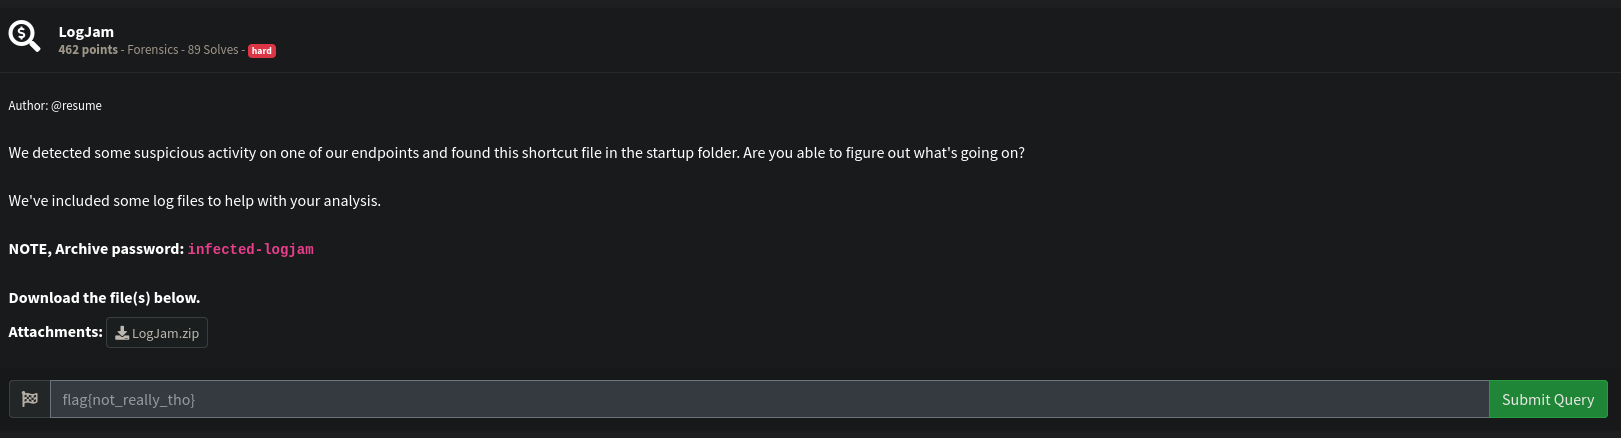 LogJam
462 points - Forensics - 89 Solves - hard
Author: @resume
We detected some suspicious activity on one of our endpoints and found this shortcut file in the startup folder. Are you able to figure out what's going on?
We've included some log files to help with your analysis.
NOTE, Archive password: infected-logjam
Download the file(s) below.
Attachments: LogJam.zip
flag{not_really_tho} Submit Query